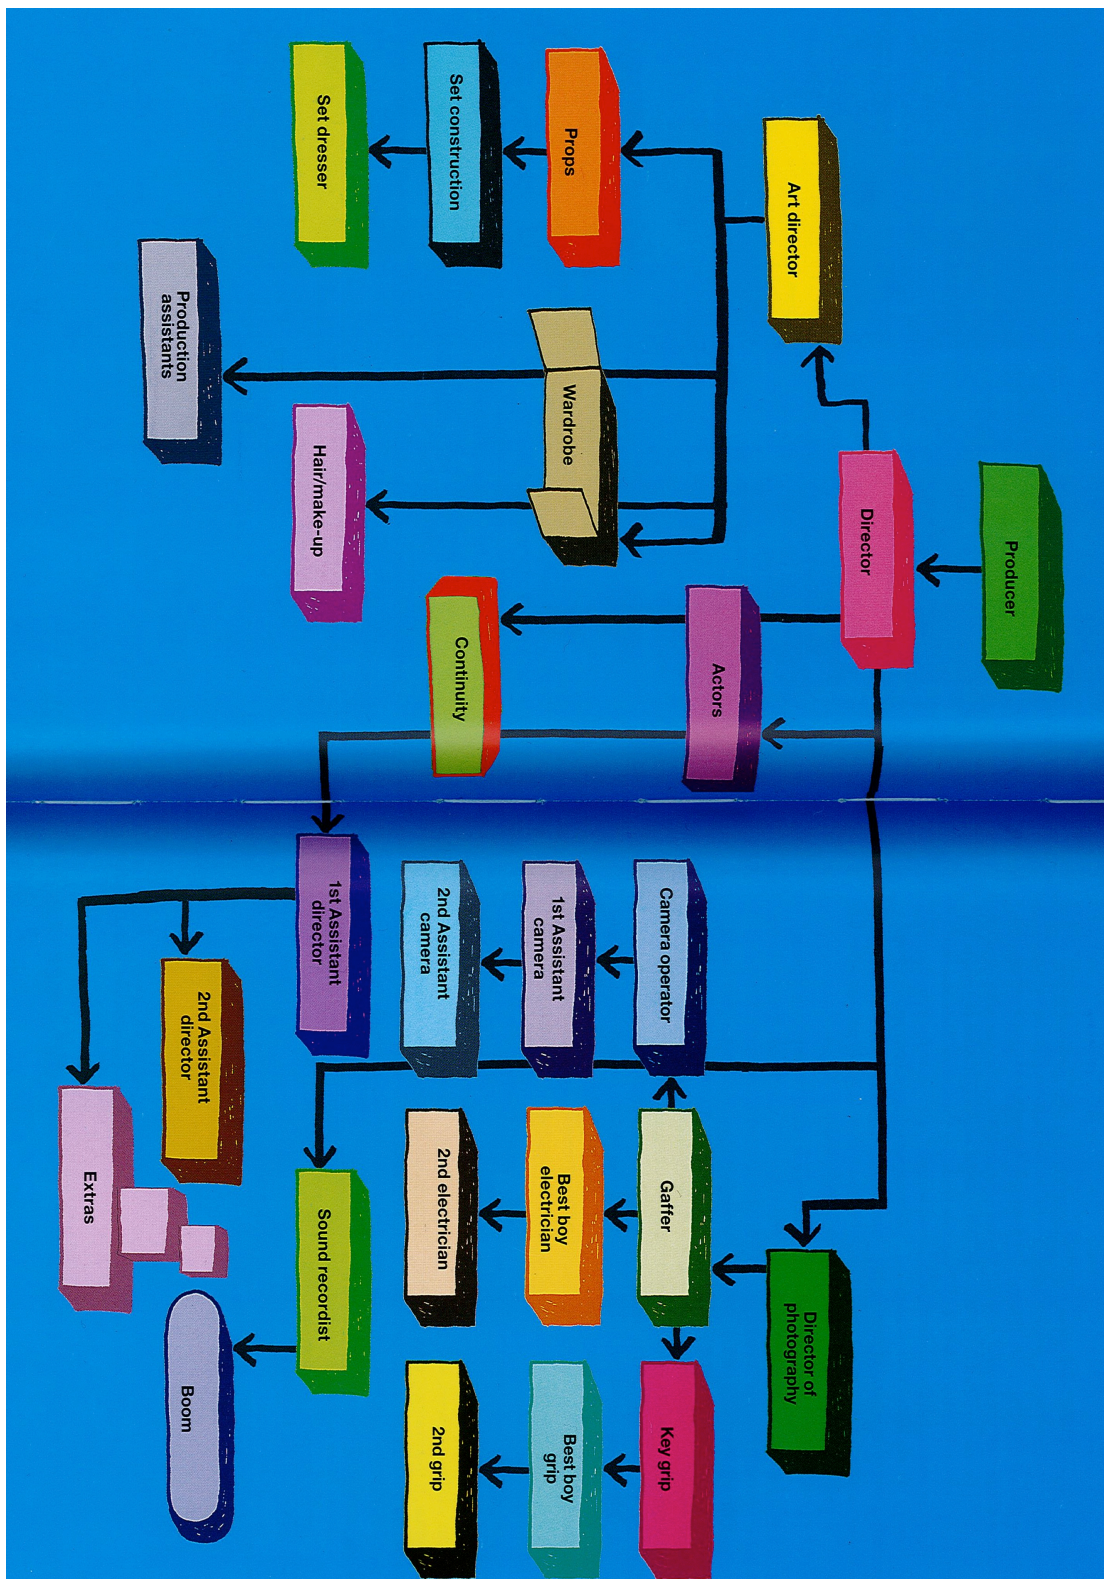 Producer
Director
Art director
Actors
Director of
photography
Props
Wardrobe
Camera operator
Gaffer
Key grip
Set construction
Continuity
1st Assistant
camera
Best boy
electrician
Best boy
grip
Set dresser
Hair/make-up
2nd Assistant
camera
2nd electrician
2nd grip
1st Assistant
director
Sound recordist
Production
assistants
2nd Assistant
director
Boom
Extras